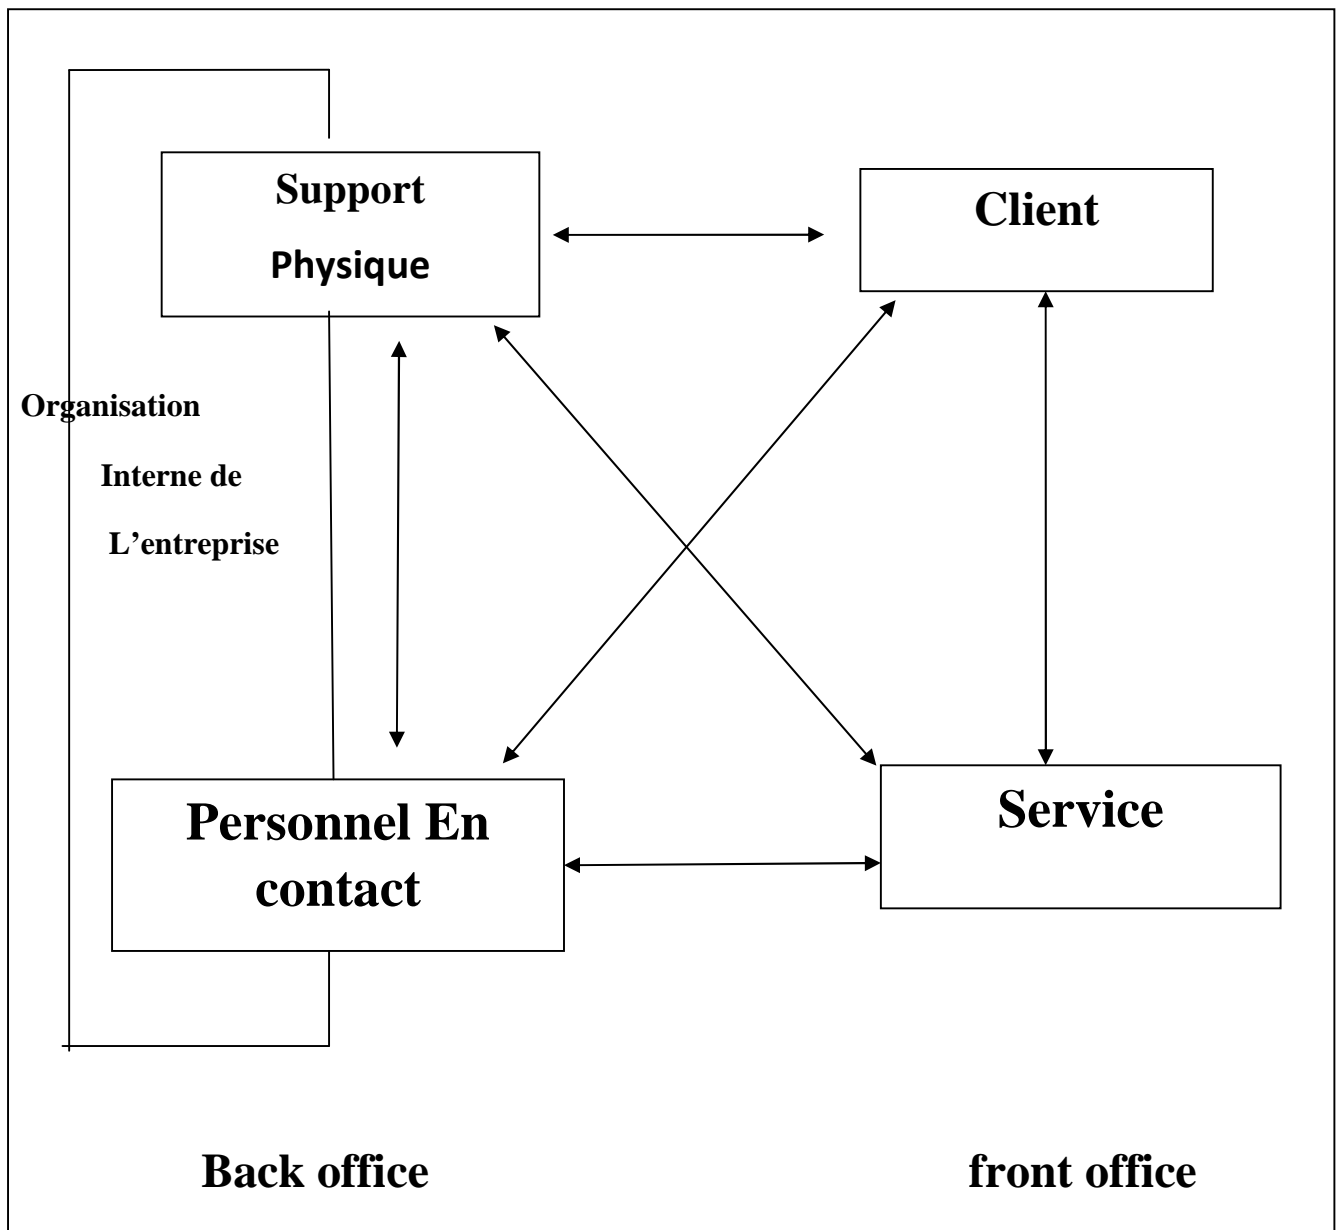 Support
Physique
Client
Organisation
Interne de
L’entreprise
Personnel En
contact
Service
Back office
front office